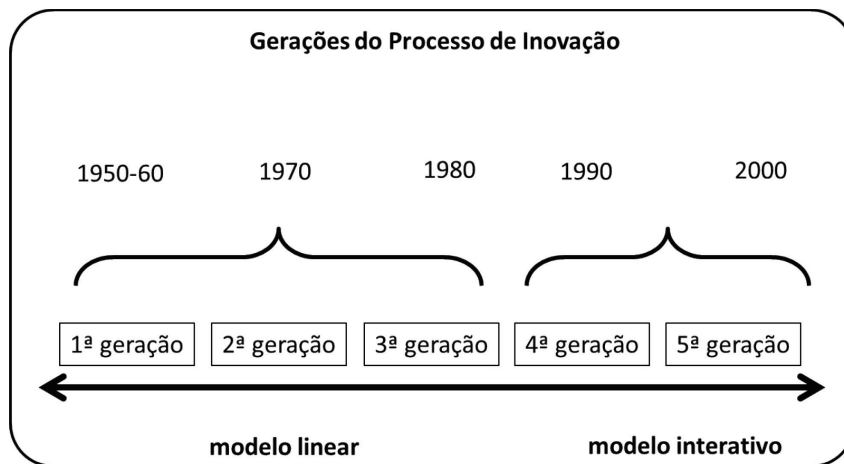 Gerações do Processo de Inovação
1950-60 1970 1980 1990 2000
1ª geração 2ª geração 3ª geração 4ª geração 5ª geração
modelo linear modelo interativo